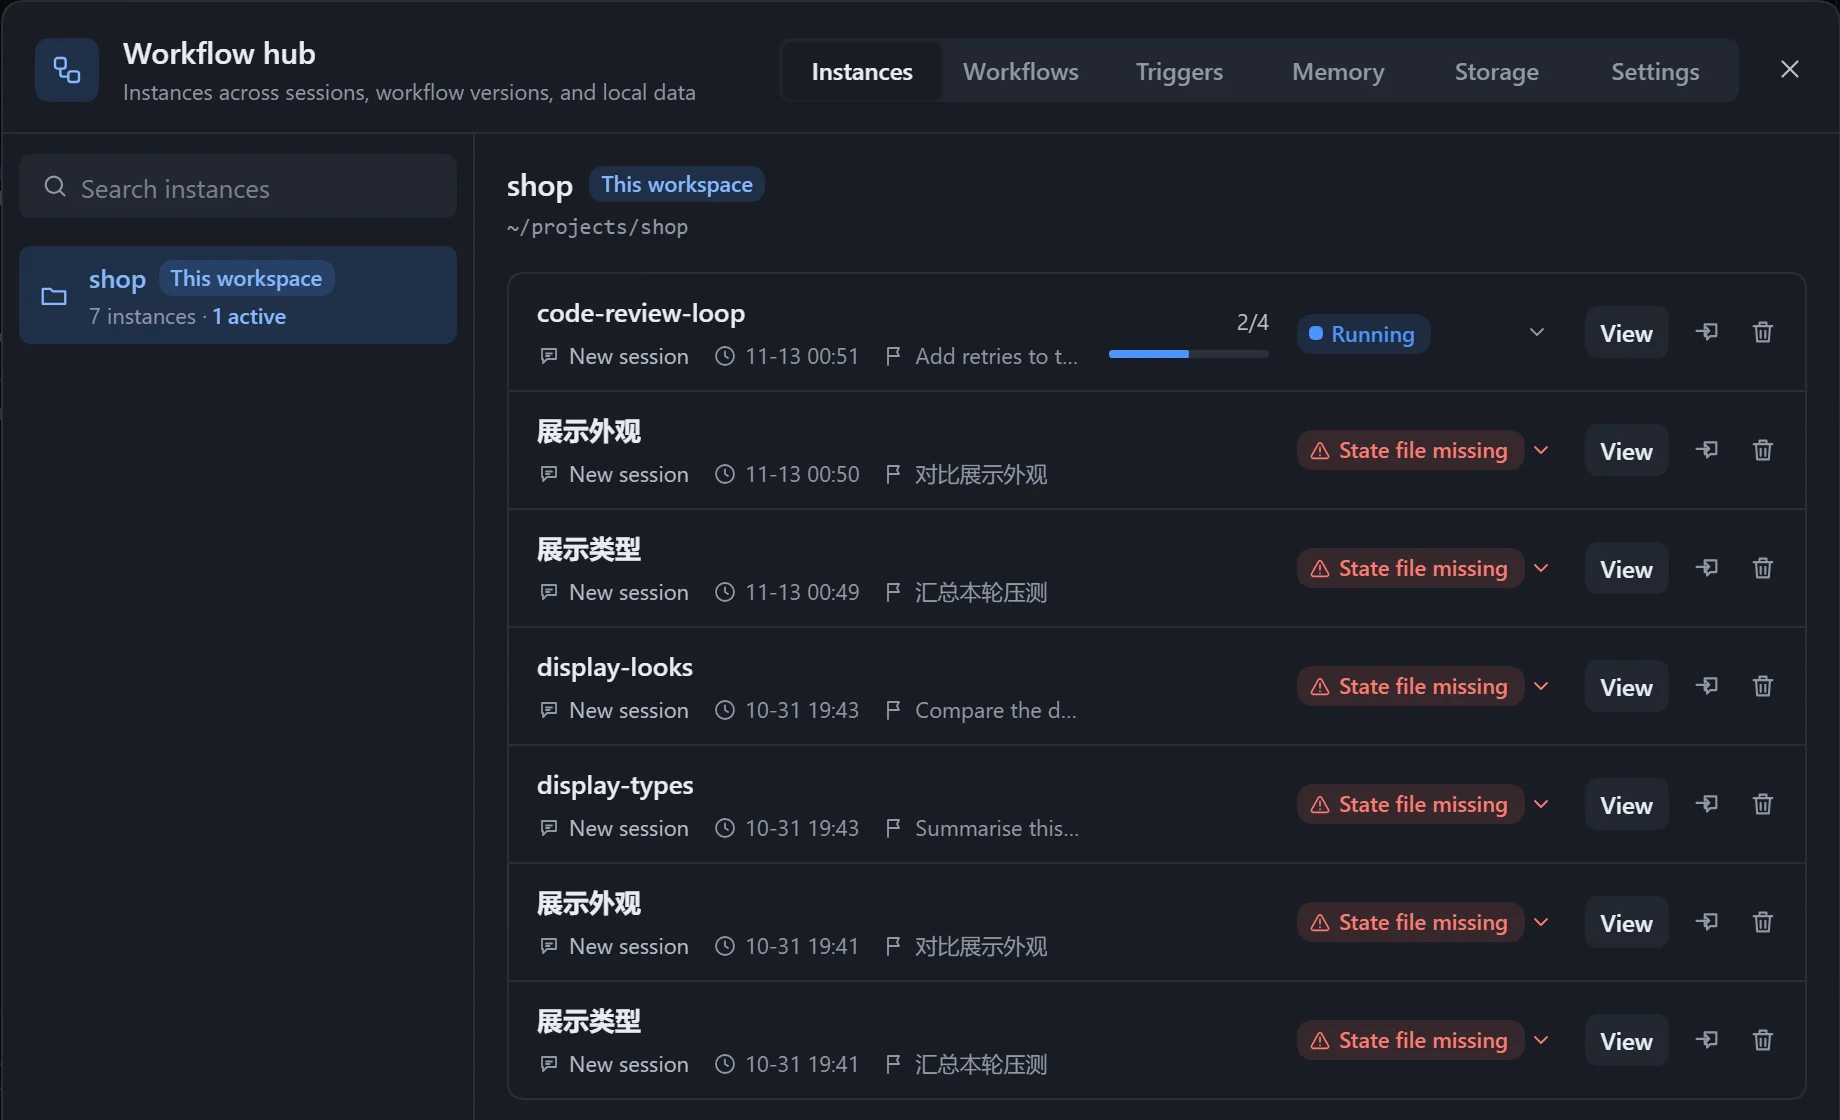 Workflow hub
Instances across sessions, workflow versions, and local data
Instances Workflows Triggers Memory Storage Settings
Search instances
shop This workspace
7 instances · 1 active
shop This workspace
~/projects/shop
code-review-loop
New session 11-13 00:51 Add retries to t...
2/4
Running View
展示外观
New session 11-13 00:50 对比展示外观
State file missing View
展示类型
New session 11-13 00:49 汇总本轮压测
State file missing View
display-looks
New session 10-31 19:43 Compare the d...
State file missing View
display-types
New session 10-31 19:43 Summarise this...
State file missing View
展示外观
New session 10-31 19:41 对比展示外观
State file missing View
展示类型
New session 10-31 19:41 汇总本轮压测
State file missing View